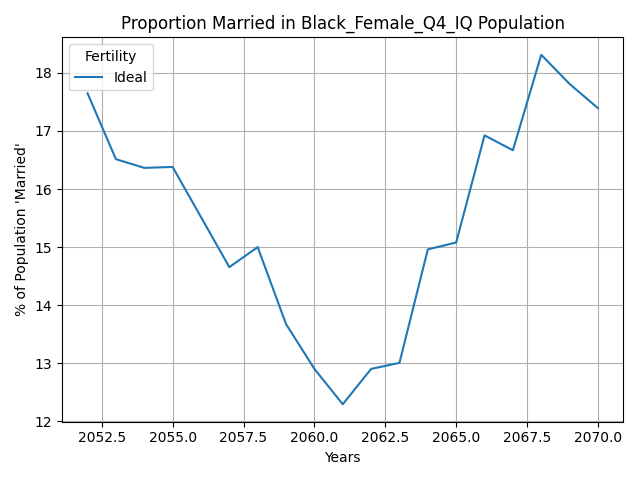 Proportion Married in Black_Female_Q4_IQ Population
Fertility
Ideal
% of Population 'Married'
18
17
16
15
14
13
12
2052.5 2055.0 2057.5 2060.0 2062.5 2065.0 2067.5 2070.0
Years